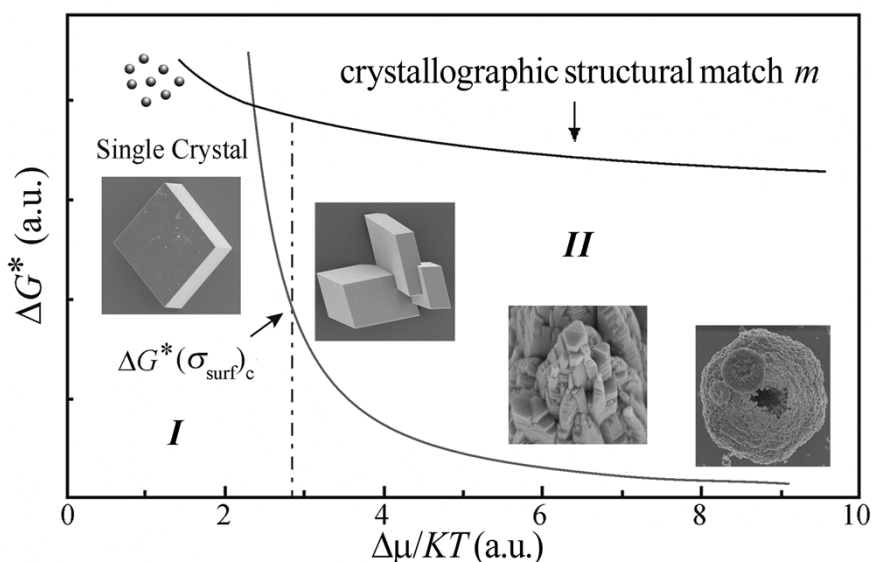 crystallographic structural match m
Single Crystal
II
ΔG*(σsurf)c
I
ΔG* (a.u.)
0 2 4 6 8 10
Δμ/KT (a.u.)